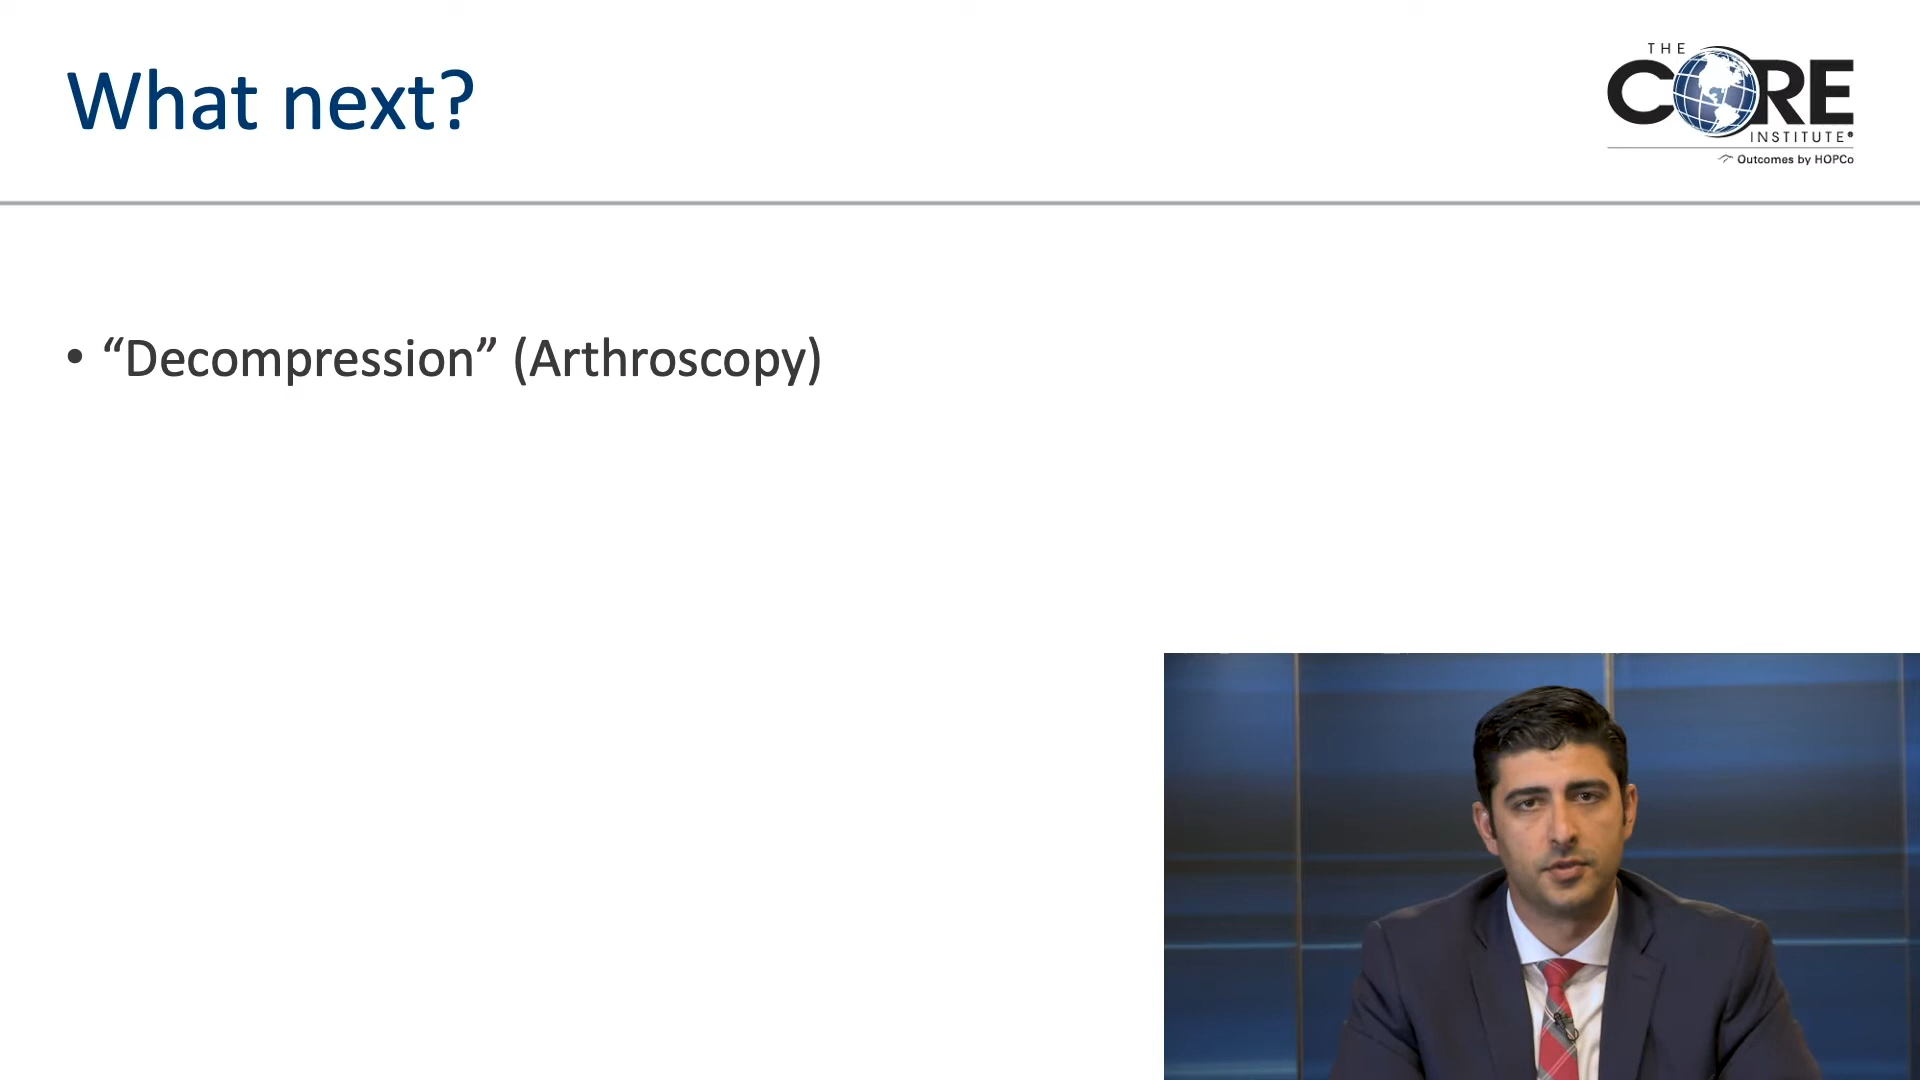 What next?
THE
CORE
INSTITUTE®
Outcomes by HOPCo
• “Decompression” (Arthroscopy)